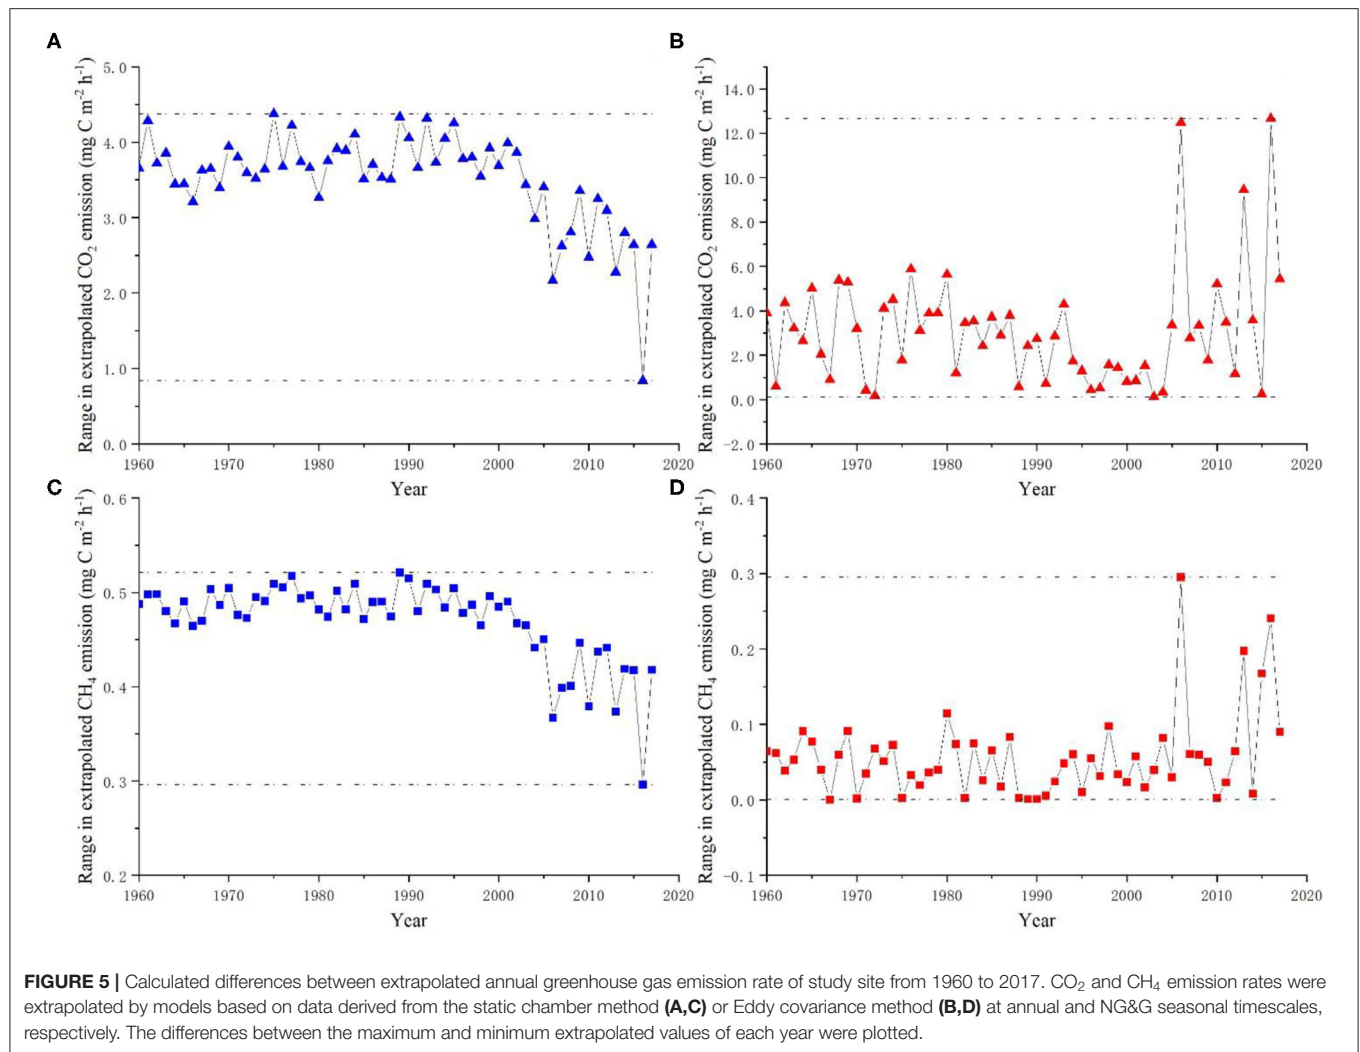 A
Range in extrapolated CO2 emission (mg C m-2 h-1)
5.0
4.0
3.0
2.0
1.0
0.0
1960 1970 1980 1990 2000 2010 2020
Year
B
Range in extrapolated CO2 emission (mg C m-2 h-1)
14.0
12.0
10.0
8.0
6.0
4.0
2.0
0.0
-2.0
1960 1970 1980 1990 2000 2010 2020
Year
C
Range in extrapolated CH4 emission (mg C m-2 h-1)
0.6
0.5
0.4
0.3
0.2
1960 1970 1980 1990 2000 2010 2020
Year
D
Range in extrapolated CH4 emission (mg C m-2 h-1)
0.4
0.3
0.2
0.1
0.0
-0.1
1960 1970 1980 1990 2000 2010 2020
Year
FIGURE 5 | Calculated differences between extrapolated annual greenhouse gas emission rate of study site from 1960 to 2017. CO2 and CH4 emission rates were
extrapolated by models based on data derived from the static chamber method (A,C) or Eddy covariance method (B,D) at annual and NG&G seasonal timescales,
respectively. The differences between the maximum and minimum extrapolated values of each year were plotted.